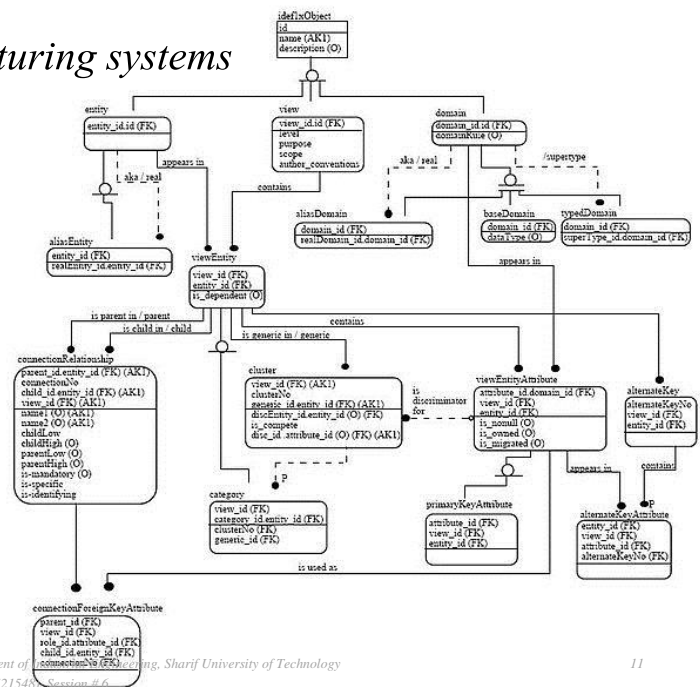 turing systems
idef1xObject
id
name (AK1)
description (O)
entity
entity_id.id (FK)
view
view_id.id (FK)
level
purpose
scope
author_conventions
domain
domain_id.id (FK)
domainRule (O)
appears in
aka / real
contains
aka / real
/supertype
aliasEntity
entity_id (FK)
realEntity_id.entity_id (FK)
aliasDomain
domain_id (FK)
realDomain_id.domain_id (FK)
baseDomain
domain_id (FK)
dataType (O)
typedDomain
domain_id (FK)
superType_id.domain_id (FK)
viewEntity
view_id (FK)
entity_id (FK)
is_dependent (O)
appears in
is parent in / parent
is child in / child
is generic in / generic
contains
connectionRelationship
parent_id.entity_id (FK) (AK1)
connectionNo
child_id.entity_id (FK) (AK1)
view_id (FK) (AK1)
name1 (O) (AK1)
name2 (O) (AK1)
childLow
childHigh (O)
parentLow (O)
parentHigh (O)
is-mandatory (O)
is-specific
is-identifying
cluster
view_id (FK) (AK1)
clusterNo
generic_id.entity_id (FK) (AK1)
discEntity_id.entity_id (O) (FK)
is_compete
disc_id.attribute_id (O) (FK) (AK1)
is
discriminator
for
viewEntityAttribute
attribute_id.domain_id (FK)
view_id (FK)
entity_id (FK)
is_nonull (O)
is_owned (O)
is_migrated (O)
alternateKey
alternateKeyNo
view_id (FK)
entity_id (FK)
appears in
contains
P
category
view_id (FK)
category_id.entity_id (FK)
clusterNo (FK)
generic_id (FK)
primaryKeyAttribute
attribute_id (FK)
view_id (FK)
entity_id (FK)
P
alternateKeyAttribute
entity_id (FK)
view_id (FK)
attribute_id (FK)
alternateKeyNo (FK)
is used as
connectionForeignKeyAttribute
parent_id (FK)
view_id (FK)
role_id.attribute_id (FK)
child_id.entity_id (FK)
connectionNo (FK)
ent of Industrial Engineering, Sharif University of Technology
11
21548), Session # 6